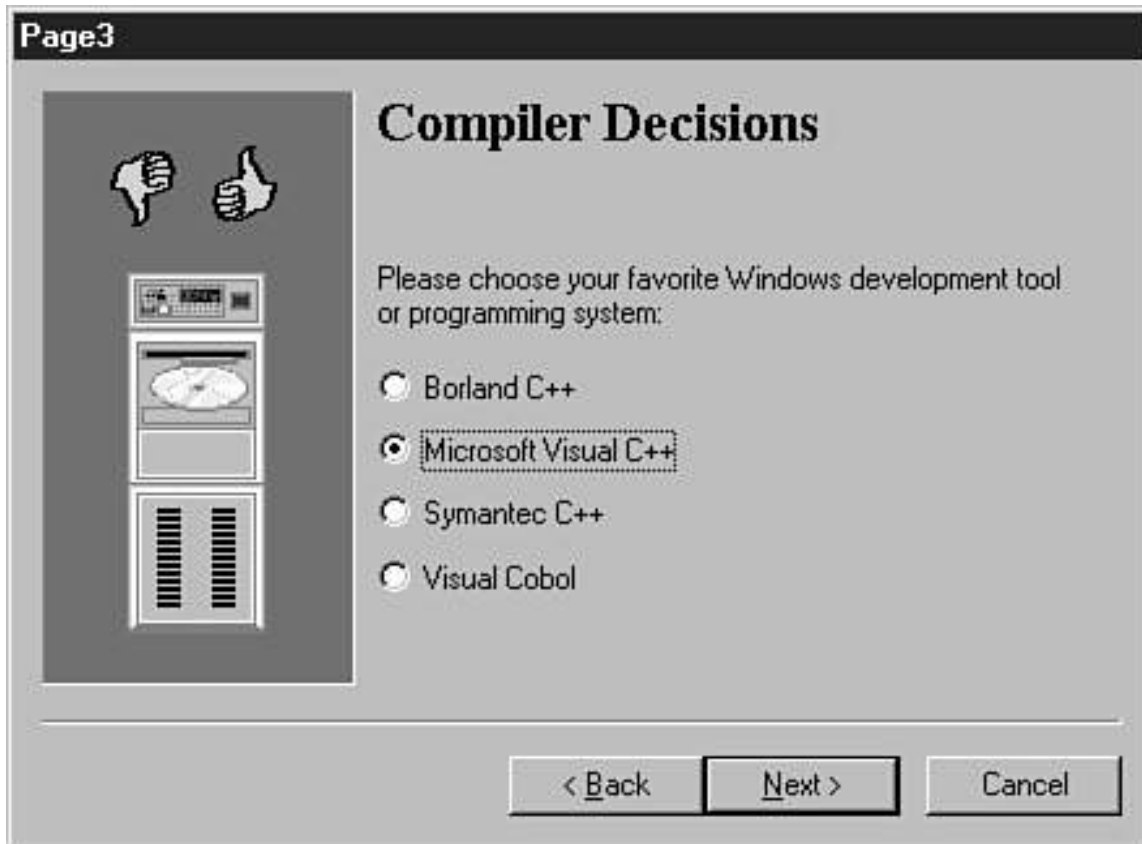 Page3
Compiler Decisions
Please choose your favorite Windows development tool
or programming system:
Borland C++
Microsoft Visual C++
Symantec C++
Visual Cobol
< Back
Next >
Cancel